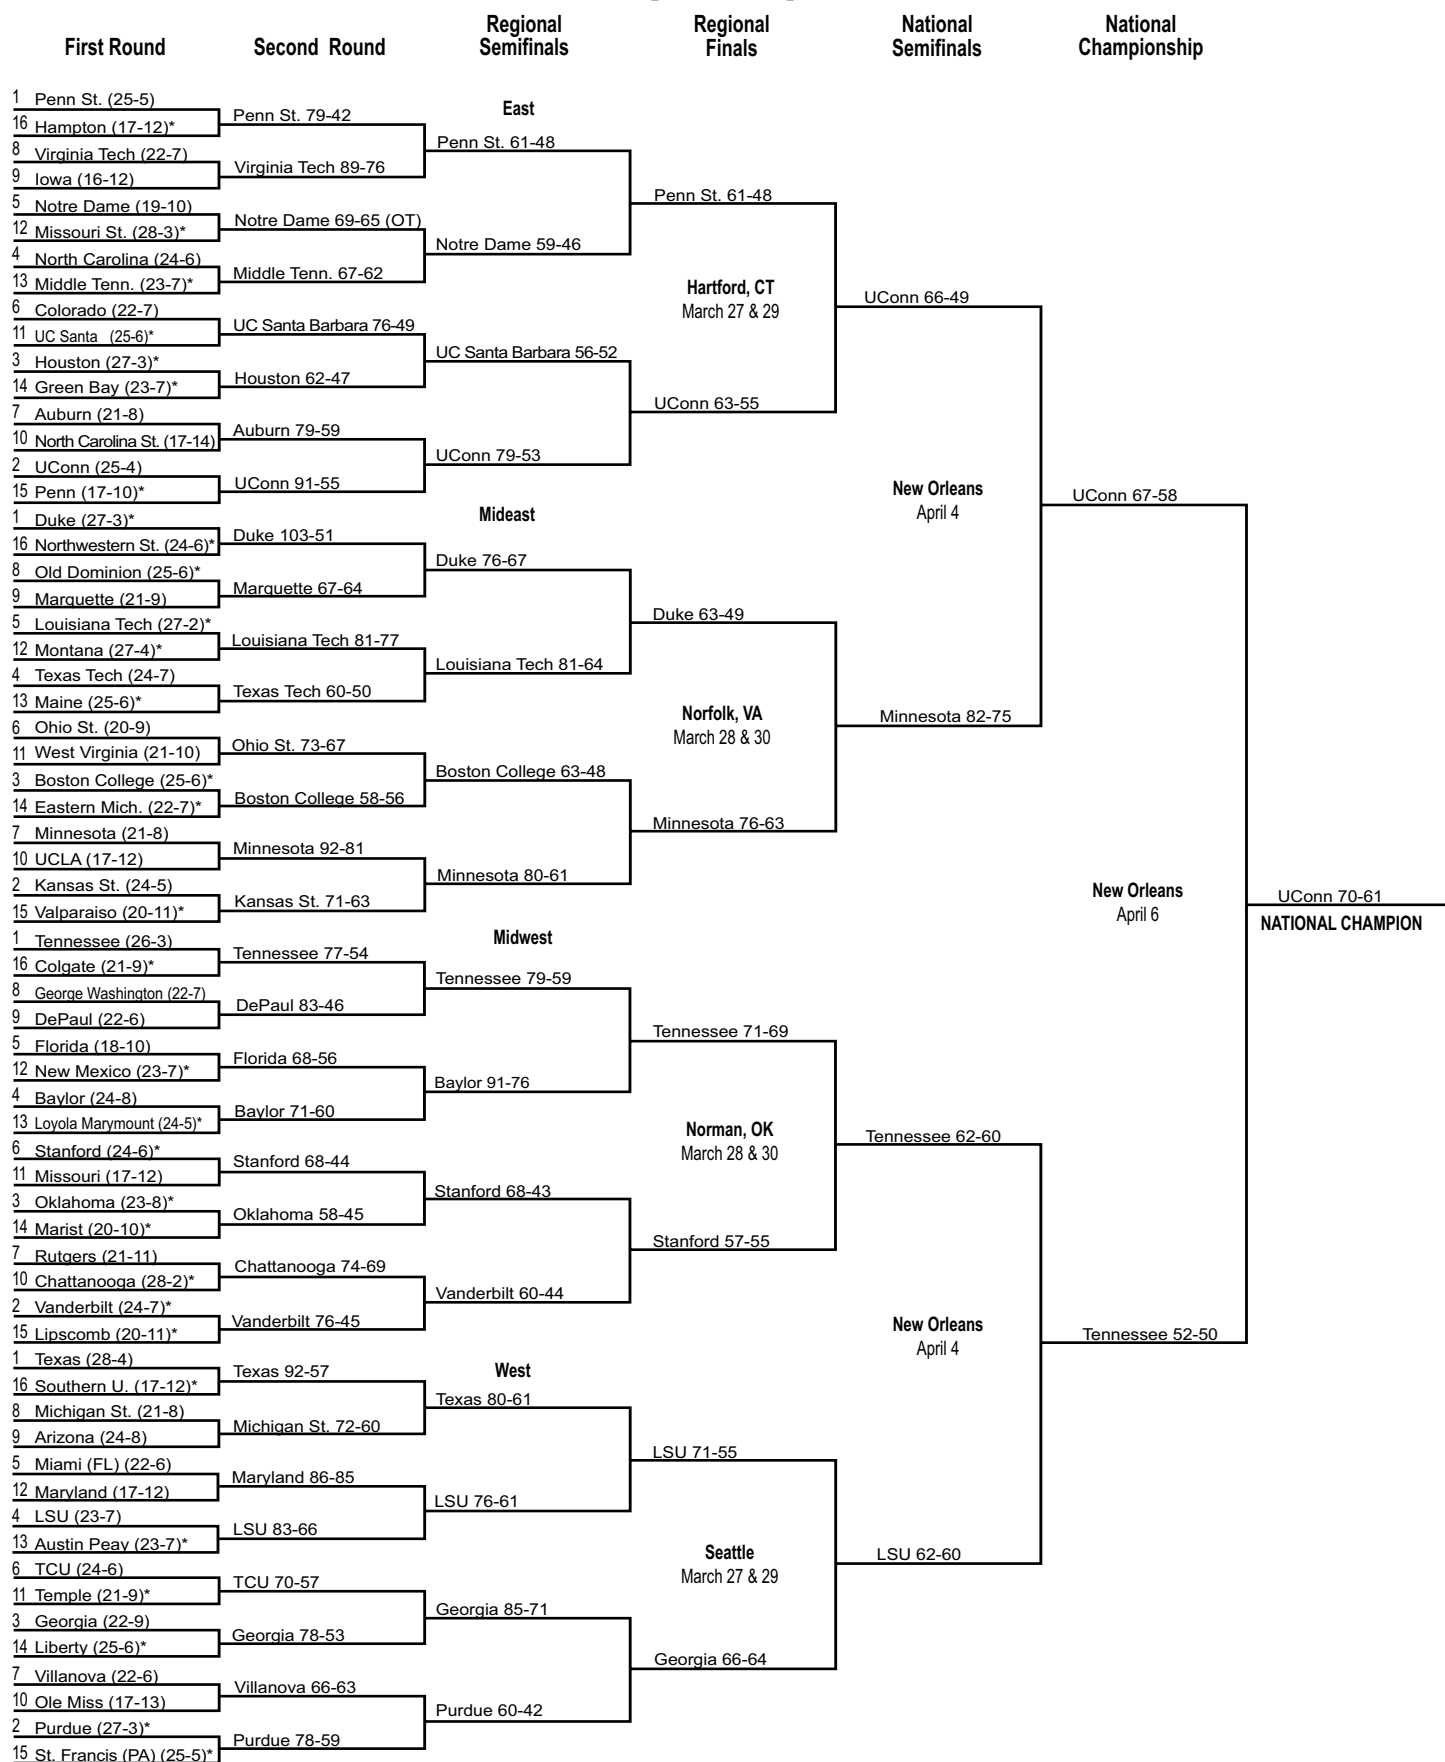 First Round
Second Round
Regional
Semifinals
Regional
Finals
National
Semifinals
National
Championship
1 Penn St. (25-5)
16 Hampton (17-12)*
8 Virginia Tech (22-7)
9 Iowa (16-12)
5 Notre Dame (19-10)
12 Missouri St. (28-3)*
4 North Carolina (24-6)
13 Middle Tenn. (23-7)*
6 Colorado (22-7)
11 UC Santa (25-6)*
3 Houston (27-3)*
14 Green Bay (23-7)*
7 Auburn (21-8)
10 North Carolina St. (17-14)
2 UConn (25-4)
15 Penn (17-10)*
1 Duke (27-3)*
16 Northwestern St. (24-6)*
8 Old Dominion (25-6)*
9 Marquette (21-9)
5 Louisiana Tech (27-2)*
12 Montana (27-4)*
4 Texas Tech (24-7)
13 Maine (25-6)*
6 Ohio St. (20-9)
11 West Virginia (21-10)
3 Boston College (25-6)*
14 Eastern Mich. (22-7)*
7 Minnesota (21-8)
10 UCLA (17-12)
2 Kansas St. (24-5)
15 Valparaiso (20-11)*
1 Tennessee (26-3)
16 Colgate (21-9)*
8 George Washington (22-7)
9 DePaul (22-6)
5 Florida (18-10)
12 New Mexico (23-7)*
4 Baylor (24-8)
13 Loyola Marymount (24-5)*
6 Stanford (24-6)*
11 Missouri (17-12)
3 Oklahoma (23-8)*
14 Marist (20-10)*
7 Rutgers (21-11)
10 Chattanooga (28-2)*
2 Vanderbilt (24-7)*
15 Lipscomb (20-11)*
1 Texas (28-4)
16 Southern U. (17-12)*
8 Michigan St. (21-8)
9 Arizona (24-8)
5 Miami (FL) (22-6)
12 Maryland (17-12)
4 LSU (23-7)
13 Austin Peay (23-7)*
6 TCU (24-6)
11 Temple (21-9)*
3 Georgia (22-9)
14 Liberty (25-6)*
7 Villanova (22-6)
10 Ole Miss (17-13)
2 Purdue (27-3)*
15 St. Francis (PA) (25-5)*
Penn St. 79-42
Virginia Tech 89-76
Notre Dame 69-65 (OT)
Middle Tenn. 67-62
UC Santa Barbara 76-49
Houston 62-47
Auburn 79-59
UConn 91-55
Duke 103-51
Marquette 67-64
Louisiana Tech 81-77
Texas Tech 60-50
Ohio St. 73-67
Boston College 58-56
Minnesota 92-81
Kansas St. 71-63
Tennessee 77-54
DePaul 83-46
Florida 68-56
Baylor 71-60
Stanford 68-44
Oklahoma 58-45
Chattanooga 74-69
Vanderbilt 76-45
Texas 92-57
Michigan St. 72-60
Maryland 86-85
LSU 83-66
TCU 70-57
Georgia 78-53
Villanova 66-63
Purdue 78-59
East
Penn St. 61-48
Notre Dame 59-46
UC Santa Barbara 56-52
UConn 79-53
Mideast
Duke 76-67
Louisiana Tech 81-64
Boston College 63-48
Minnesota 80-61
Midwest
Tennessee 79-59
Baylor 91-76
Stanford 68-43
Vanderbilt 60-44
West
Texas 80-61
LSU 76-61
Georgia 85-71
Purdue 60-42
Penn St. 61-48
Hartford, CT
March 27 & 29
UConn 63-55
Duke 63-49
Norfolk, VA
March 28 & 30
Minnesota 76-63
Tennessee 71-69
Norman, OK
March 28 & 30
Stanford 57-55
LSU 71-55
Seattle
March 27 & 29
Georgia 66-64
UConn 66-49
New Orleans
April 4
Minnesota 82-75
Tennessee 62-60
New Orleans
April 4
LSU 62-60
UConn 67-58
New Orleans
April 6
Tennessee 52-50
UConn 70-61
NATIONAL CHAMPION